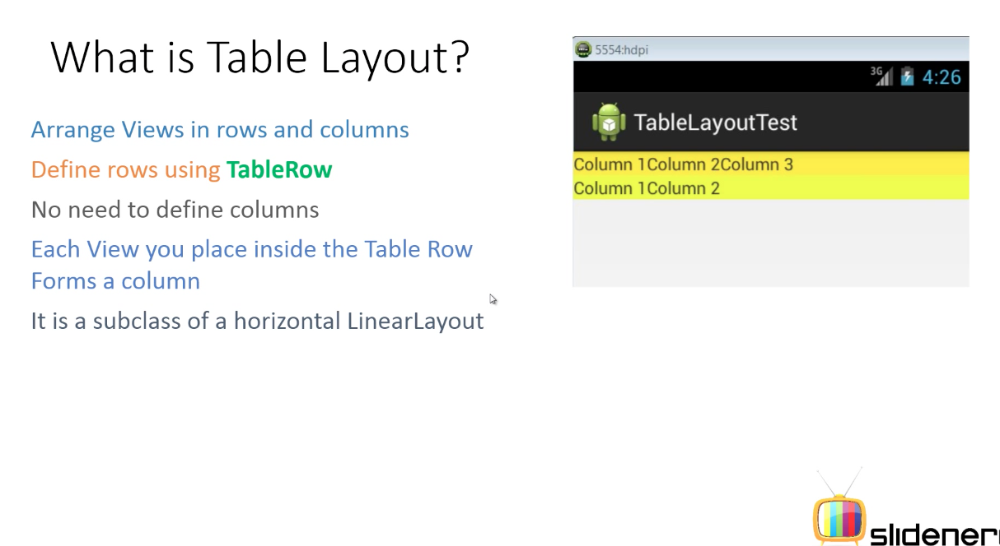 What is Table Layout?
Arrange Views in rows and columns
Define rows using TableRow
No need to define columns
Each View you place inside the Table Row
Forms a column
It is a subclass of a horizontal LinearLayout
5554:hdpi
3G 4:26
TableLayoutTest
Column 1Column 2Column 3
Column 1Column 2
slidener